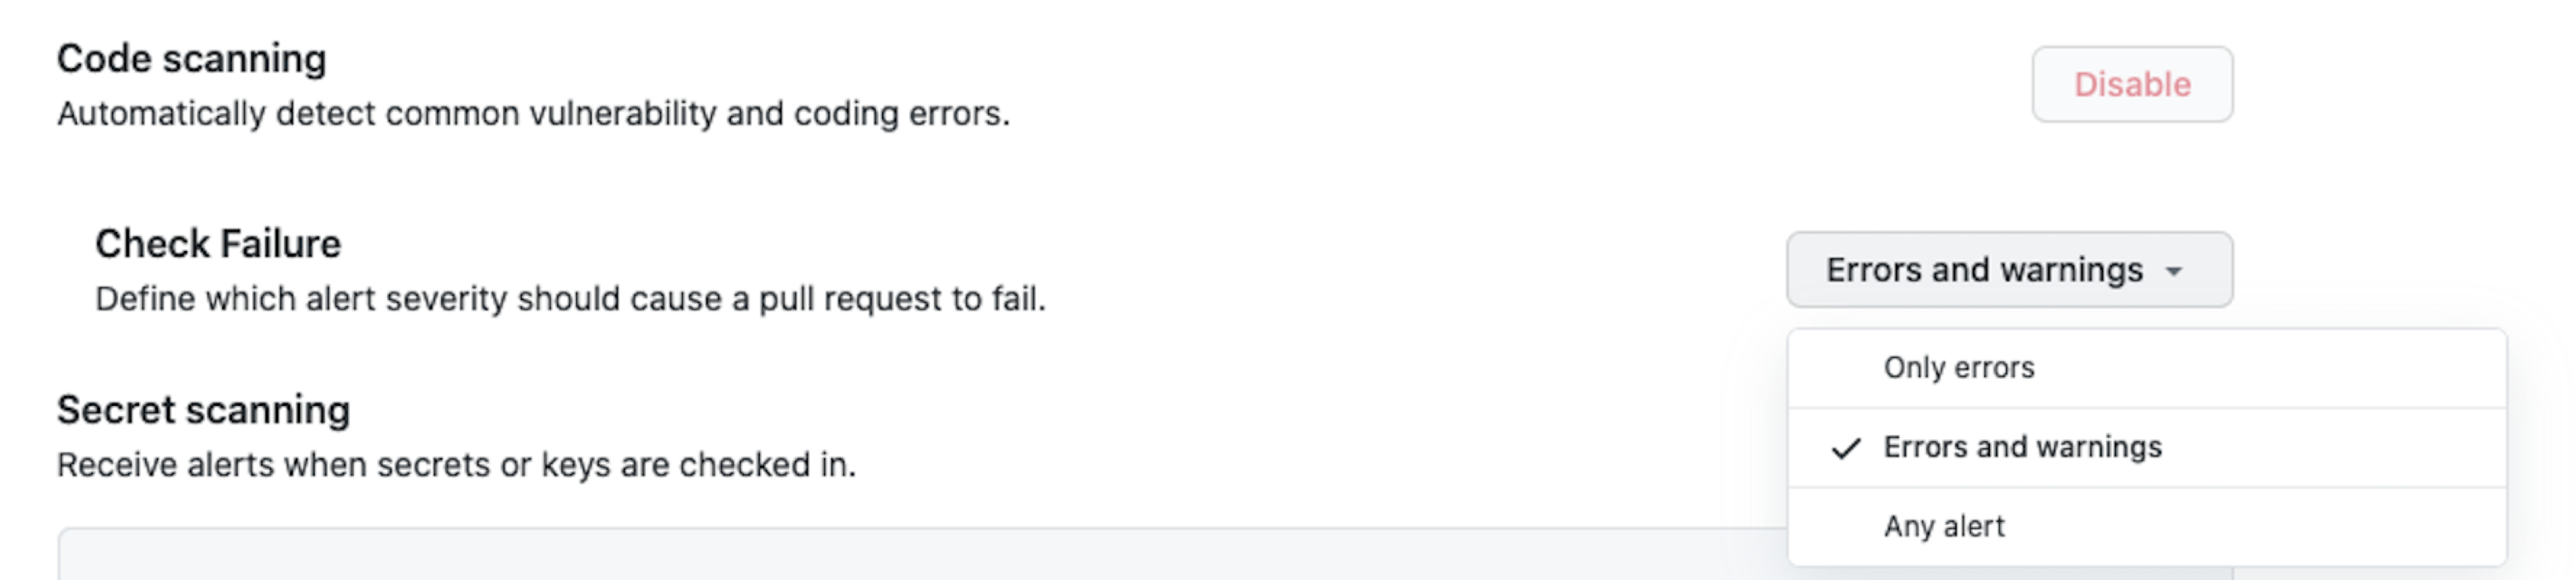 Code scanning
Disable
Automatically detect common vulnerability and coding errors.
Check Failure
Errors and warnings
Define which alert severity should cause a pull request to fail.
Only errors
Secret scanning
Errors and warnings
Receive alerts when secrets or keys are checked in.
Any alert